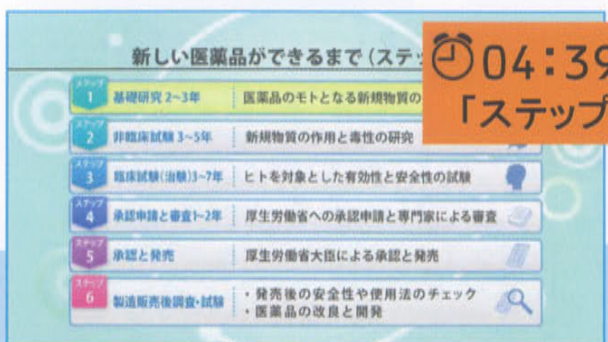 新しい医薬品ができるまで（ステッ
04:39
「ステップ
ステップ
1
基礎研究 2~3年
医薬品のモトとなる新規物質の
ステップ
2
非臨床試験 3~5年
新規物質の作用と毒性の研究
ステップ
3
臨床試験(治験)3~7年
ヒトを対象とした有効性と安全性の試験
ステップ
4
承認申請と審査1~2年
厚生労働省への承認申請と専門家による審査
ステップ
5
承認と発売
厚生労働省大臣による承認と発売
ステップ
6
製造販売後調査・試験
・発売後の安全性や使用法のチェック
・医薬品の改良と開発